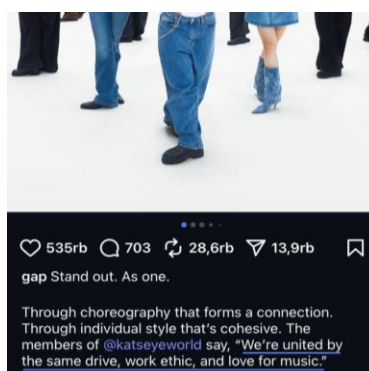 535rb 703 28,6rb 13,9rb
gap Stand out. As one.
Through choreography that forms a connection.
Through individual style that's cohesive. The
members of @katseyeworld say, "We're united by
the same drive, work ethic, and love for music."